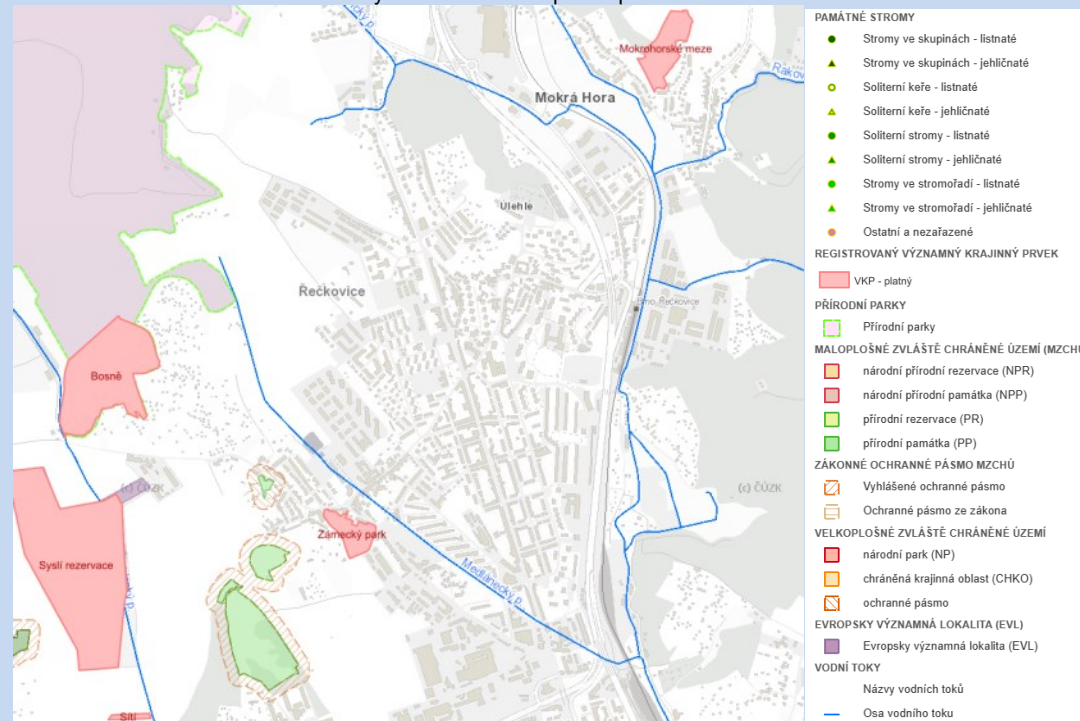 Mokrohorské meze
Mokrá Hora
Úlehle
Řečkovice
Brno Řečkovice
Bosně
(c) ČÚZK
(c) ČÚZK
Zámecký park
Syslí rezervace
Medlánecký p.
Sítí
PAMÁTNÉ STROMY
Stromy ve skupinách - listnaté
Stromy ve skupinách - jehličnaté
Soliterní keře - listnaté
Soliterní keře - jehličnaté
Soliterní stromy - listnaté
Soliterní stromy - jehličnaté
Stromy ve stromořadí - listnaté
Stromy ve stromořadí - jehličnaté
Ostatní a nezařazené
REGISTROVANÝ VÝZNAMNÝ KRAJINNÝ PRVEK
VKP - platný
PŘÍRODNÍ PARKY
Přírodní parky
MALOPLOŠNÉ ZVLÁŠTĚ CHRÁNĚNÉ ÚZEMÍ (MZCHÚ
národní přírodní rezervace (NPR)
národní přírodní památka (NPP)
přírodní rezervace (PR)
přírodní památka (PP)
ZÁKONNÉ OCHRANNÉ PÁSMO MZCHÚ
Vyhlášené ochranné pásmo
Ochranné pásmo ze zákona
VELKOPLOŠNÉ ZVLÁŠTĚ CHRÁNĚNÉ ÚZEMÍ
národní park (NP)
chráněná krajinná oblast (CHKO)
ochranné pásmo
EVROPSKY VÝZNAMNÁ LOKALITA (EVL)
Evropsky významná lokalita (EVL)
VODNÍ TOKY
Názvy vodních toků
Osa vodního toku